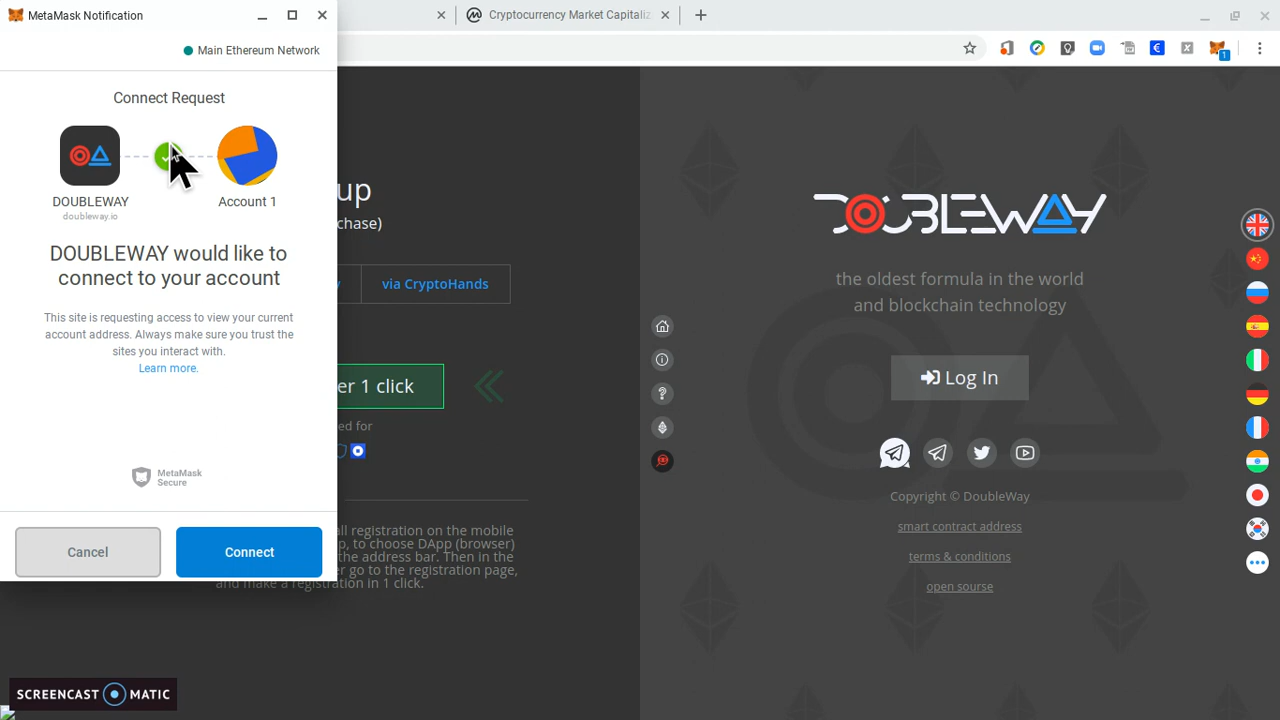 MetaMask Notification
Cryptocurrency Market Capitaliz
1
Main Ethereum Network
Connect Request
DOUBLEWAY
doubleway.io
Account 1
DOUBLEWAY would like to
connect to your account
This site is requesting access to view your current
account address. Always make sure you trust the
sites you interact with.
Learn more.
MetaMask
Secure
Cancel
Connect
up
chase)
via CryptoHands
er 1 click
ed for
all registration on the mobile
p, to choose DApp (browser)
the address bar. Then in the
er go to the registration page,
and make a registration in 1 click.
DOUBLEWAY
the oldest formula in the world
and blockchain technology
Log In
Copyright © DoubleWay
smart contract address
terms & conditions
open sourse
SCREENCAST MATIC